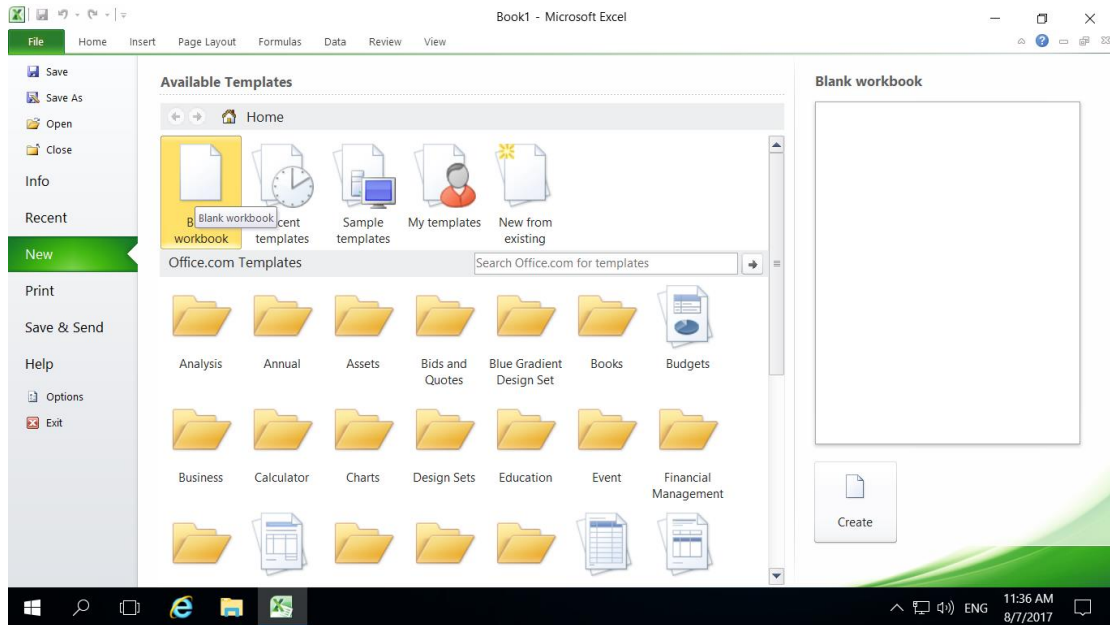 Book1 - Microsoft Excel
File Home Insert Page Layout Formulas Data Review View
Save
Save As
Open
Close
Info
Recent
New
Print
Save & Send
Help
Options
Exit
Available Templates
Home
workbook
Blank workbook
templates
Sample
templates
My templates
New from
existing
Office.com Templates
Search Office.com for templates
Analysis
Annual
Assets
Bids and
Quotes
Blue Gradient
Design Set
Books
Budgets
Business
Calculator
Charts
Design Sets
Education
Event
Financial
Management
Blank workbook
Create
ENG
11:36 AM
8/7/2017